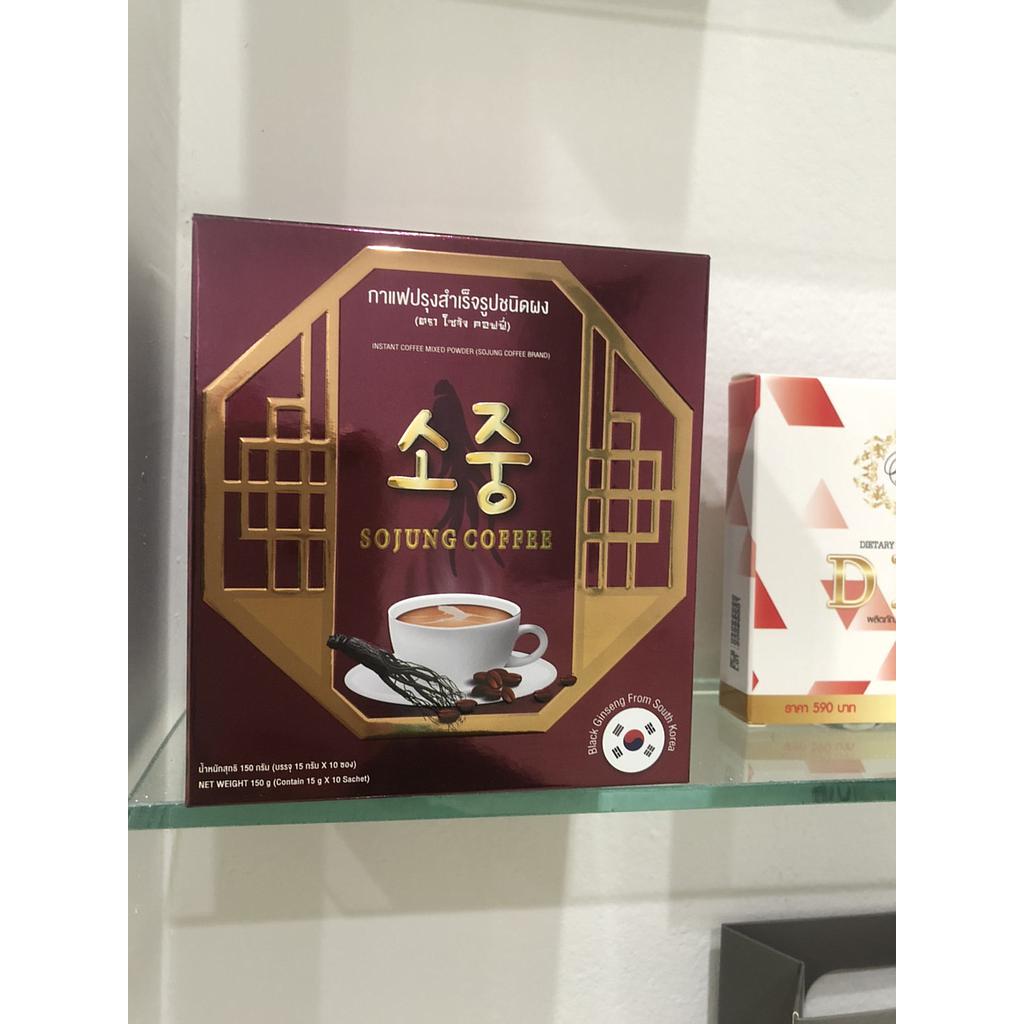 กาแฟปรุงสำเร็จรูปชนิดผง
(ตรา โซจุง คอฟฟี่)
INSTANT COFFEE MIXED POWDER (SOJUNG COFFEE BRAND)
소중
SOJUNG COFFEE
Black Ginseng From South Korea
น้ำหนักสุทธิ 150 กรัม (บรรจุ 15 กรัม X 10 ซอง)
NET WEIGHT 150 g (Contain 15 g X 10 Sachet)
DIETARY
D
ราคา 590 บาท